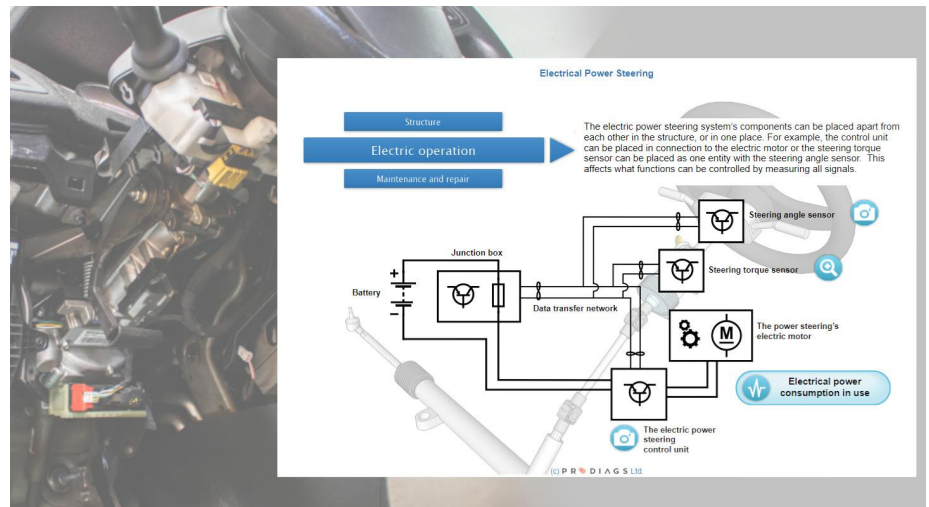 Electrical Power Steering
Structure
Electric operation
Maintenance and repair
The electric power steering system's components can be placed apart from
each other in the structure, or in one place. For example, the control unit
can be placed in connection to the electric motor or the steering torque
sensor can be placed as one entity with the steering angle sensor. This
affects what functions can be controlled by measuring all signals.
Steering angle sensor
Junction box
Steering torque sensor
+
Battery
−
Data transfer network
The power steering's
electric motor
M
Electrical power
consumption in use
The electric power
steering
control unit
(c) PRODIAGS Ltd.